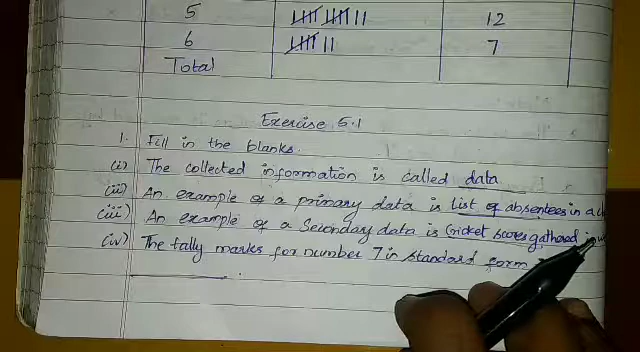 5 𝍸 𝍸 || 12
6 𝍸 || 7
Total
Exercise 5.1
1. Fill in the blanks.
(i) The collected information is called data
(ii) An example of a primary data is list of absentees in a
(iii) An example of a Secondary data is Cricket scores gathered
(iv) The tally marks for number 7 in standard form